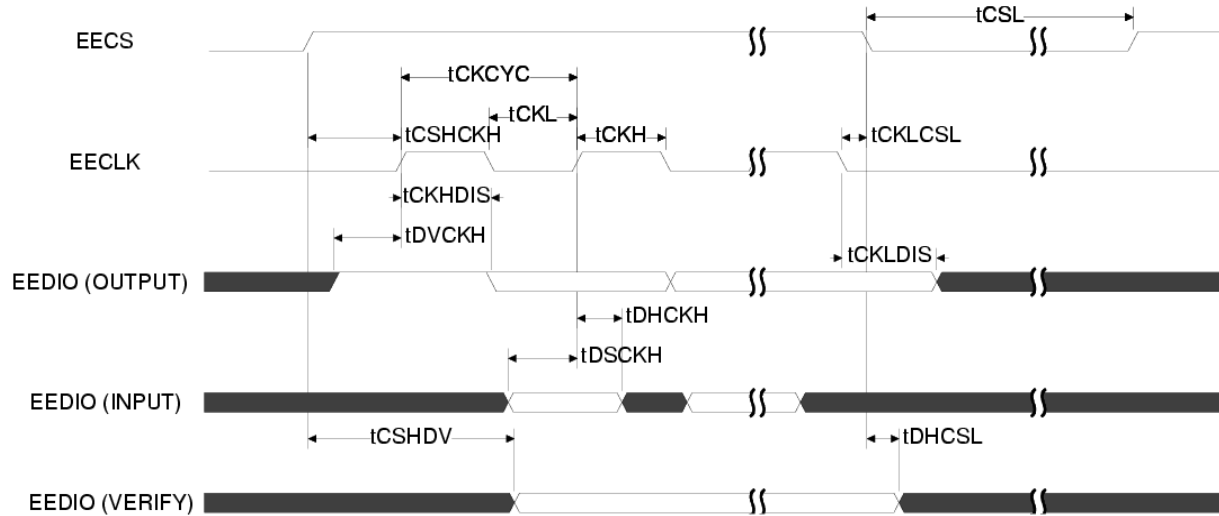 tCSL
EECS
tCKCYC
tCKL
tCSHCKH
tCKH
tCKLCSL
EECLK
tCKHDIS
tDVCKH
tCKLDIS
EEDIO (OUTPUT)
tDHCKH
tDSCKH
EEDIO (INPUT)
tCSHDV
tDHCSL
EEDIO (VERIFY)